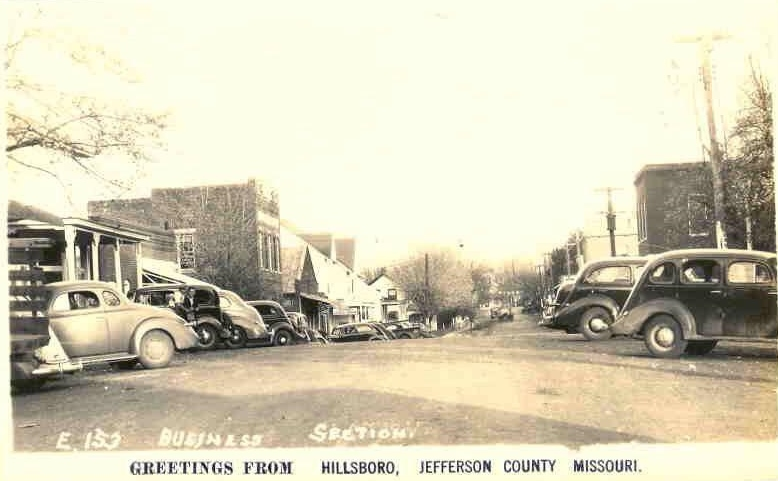 E. 153 BUSINESS SECTION.
GREETINGS FROM HILLSBORO, JEFFERSON COUNTY MISSOURI.